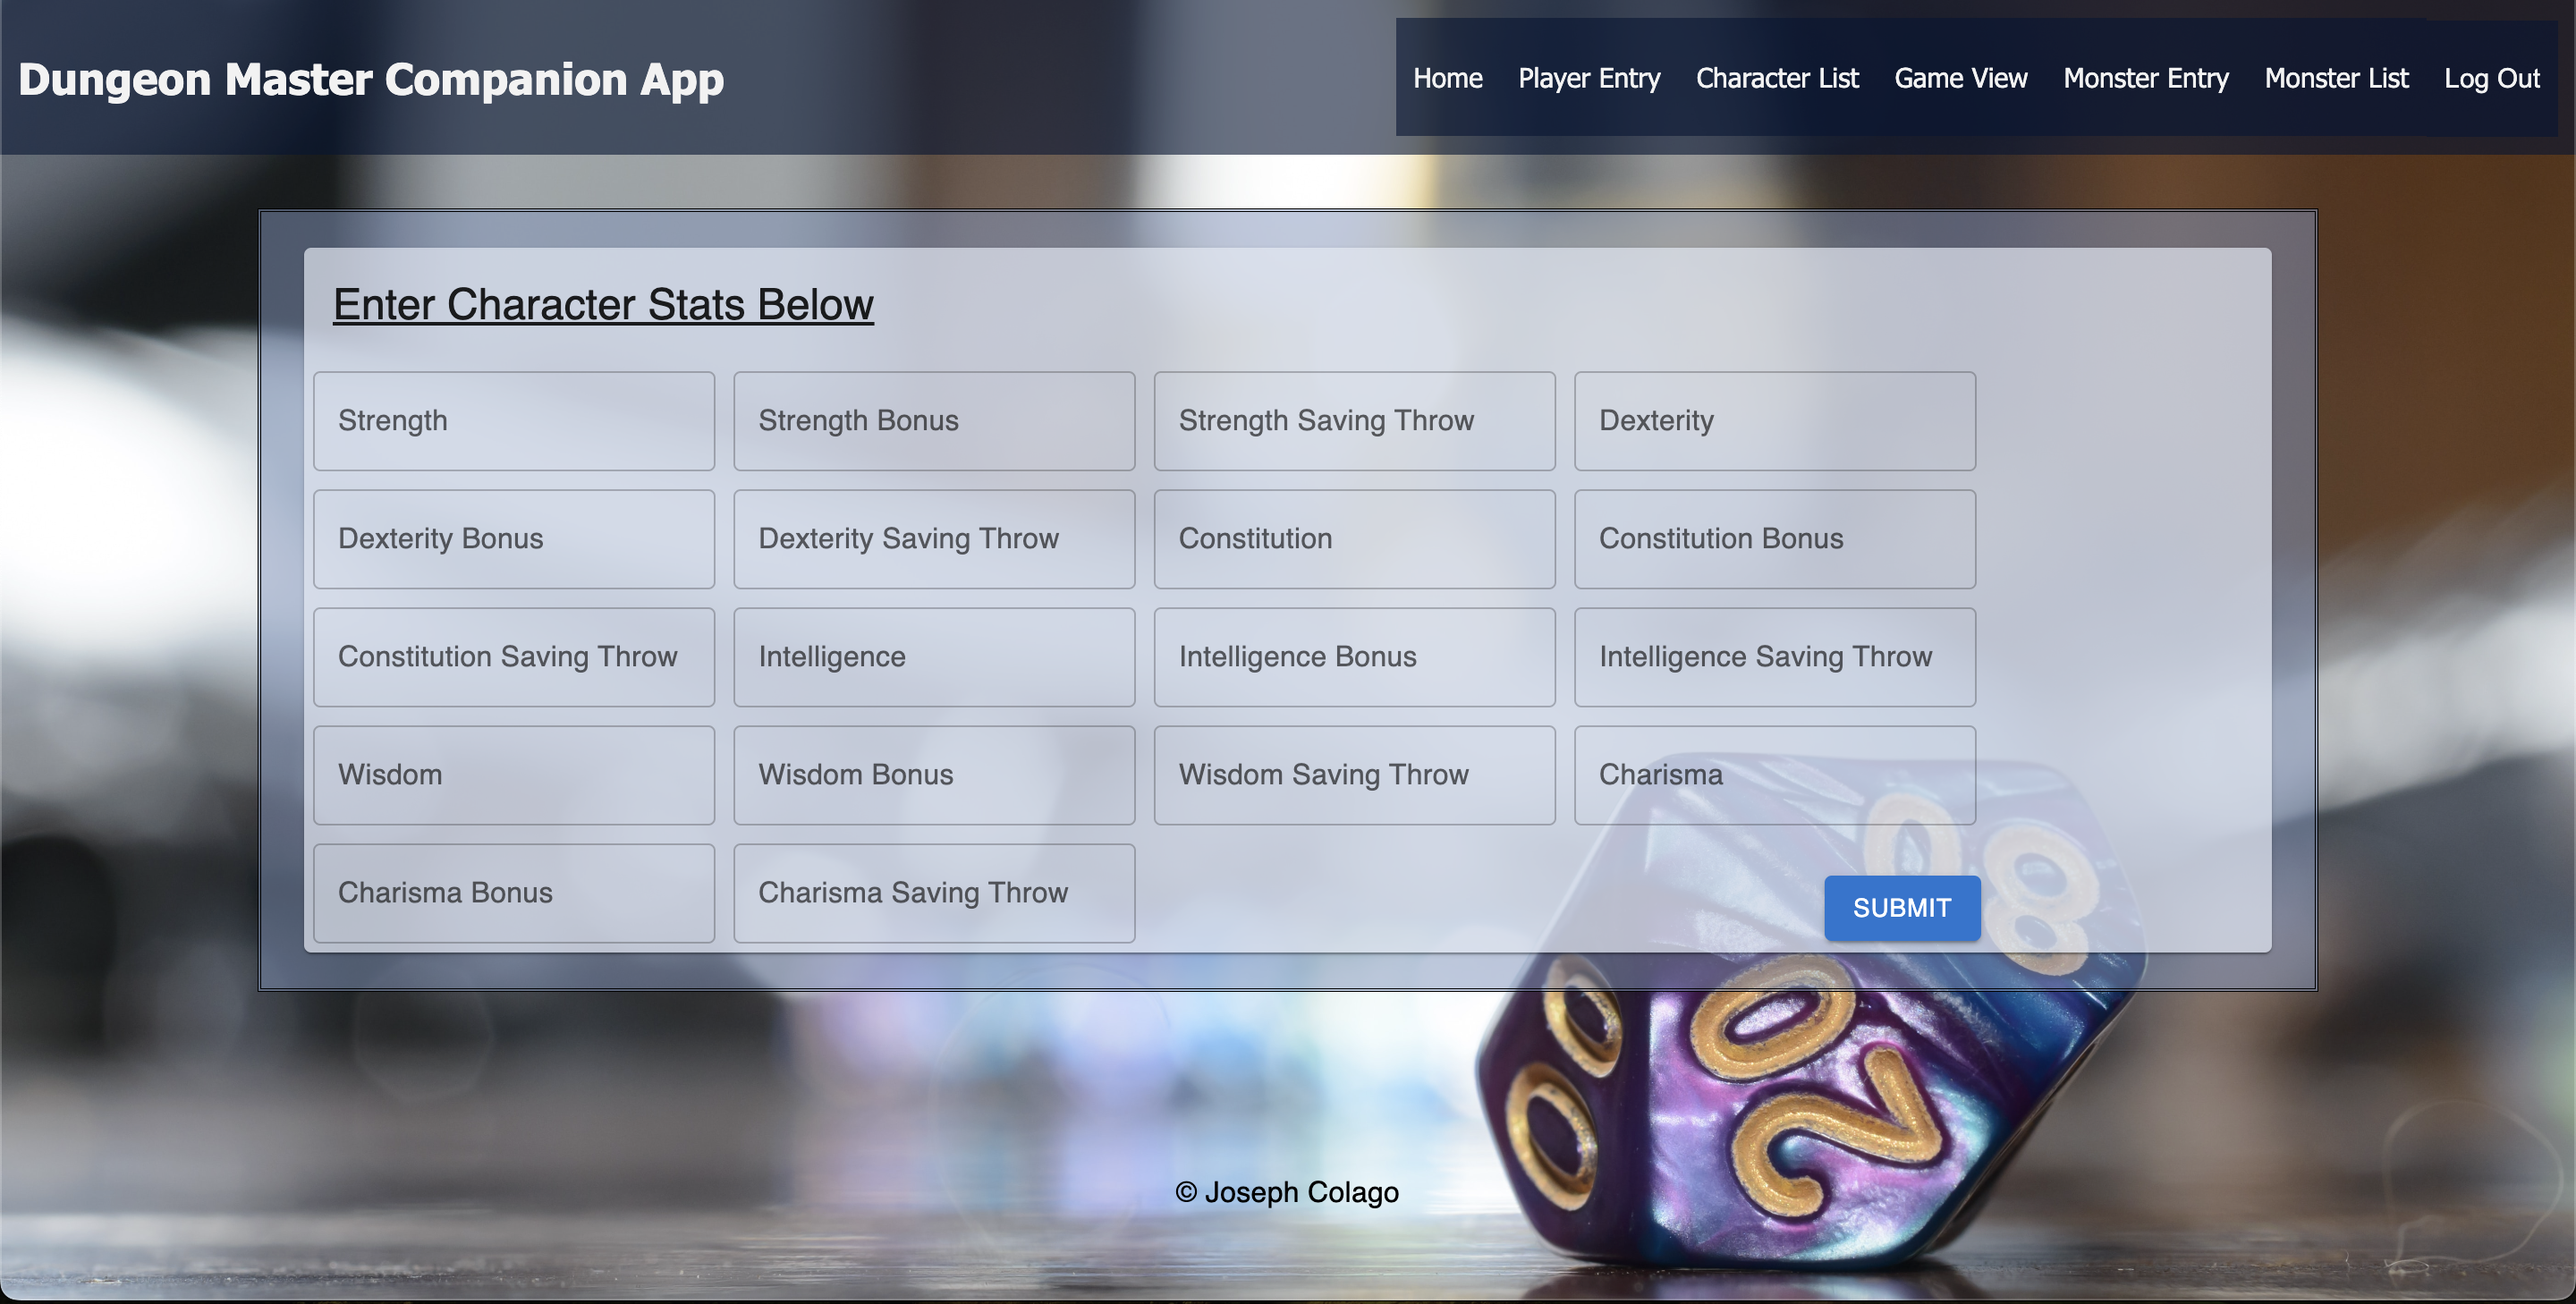 Dungeon Master Companion App
Home Player Entry Character List Game View Monster Entry Monster List Log Out
Enter Character Stats Below
Strength Strength Bonus Strength Saving Throw Dexterity
Dexterity Bonus Dexterity Saving Throw Constitution Constitution Bonus
Constitution Saving Throw Intelligence Intelligence Bonus Intelligence Saving Throw
Wisdom Wisdom Bonus Wisdom Saving Throw Charisma
Charisma Bonus Charisma Saving Throw
SUBMIT
08
00
20
© Joseph Colago